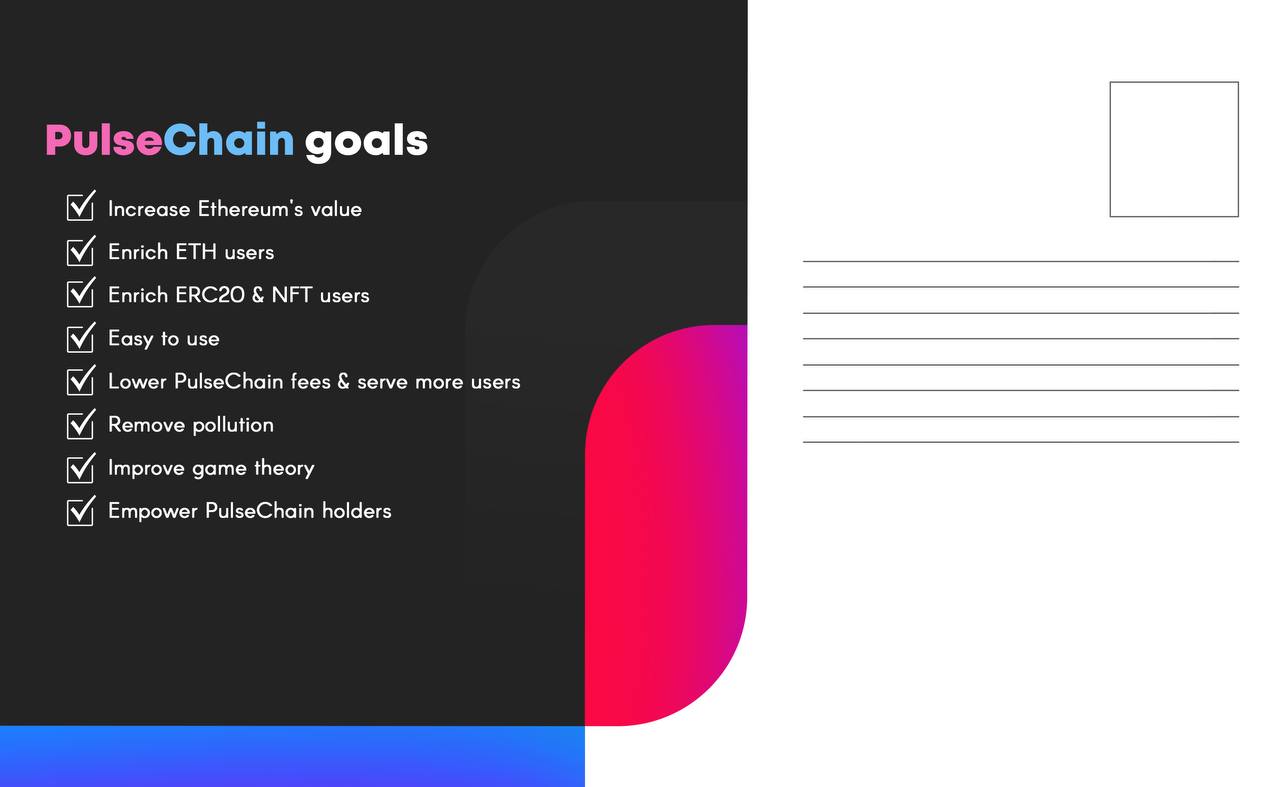 PulseChain goals
Increase Ethereum's value
Enrich ETH users
Enrich ERC20 & NFT users
Easy to use
Lower PulseChain fees & serve more users
Remove pollution
Improve game theory
Empower PulseChain holders